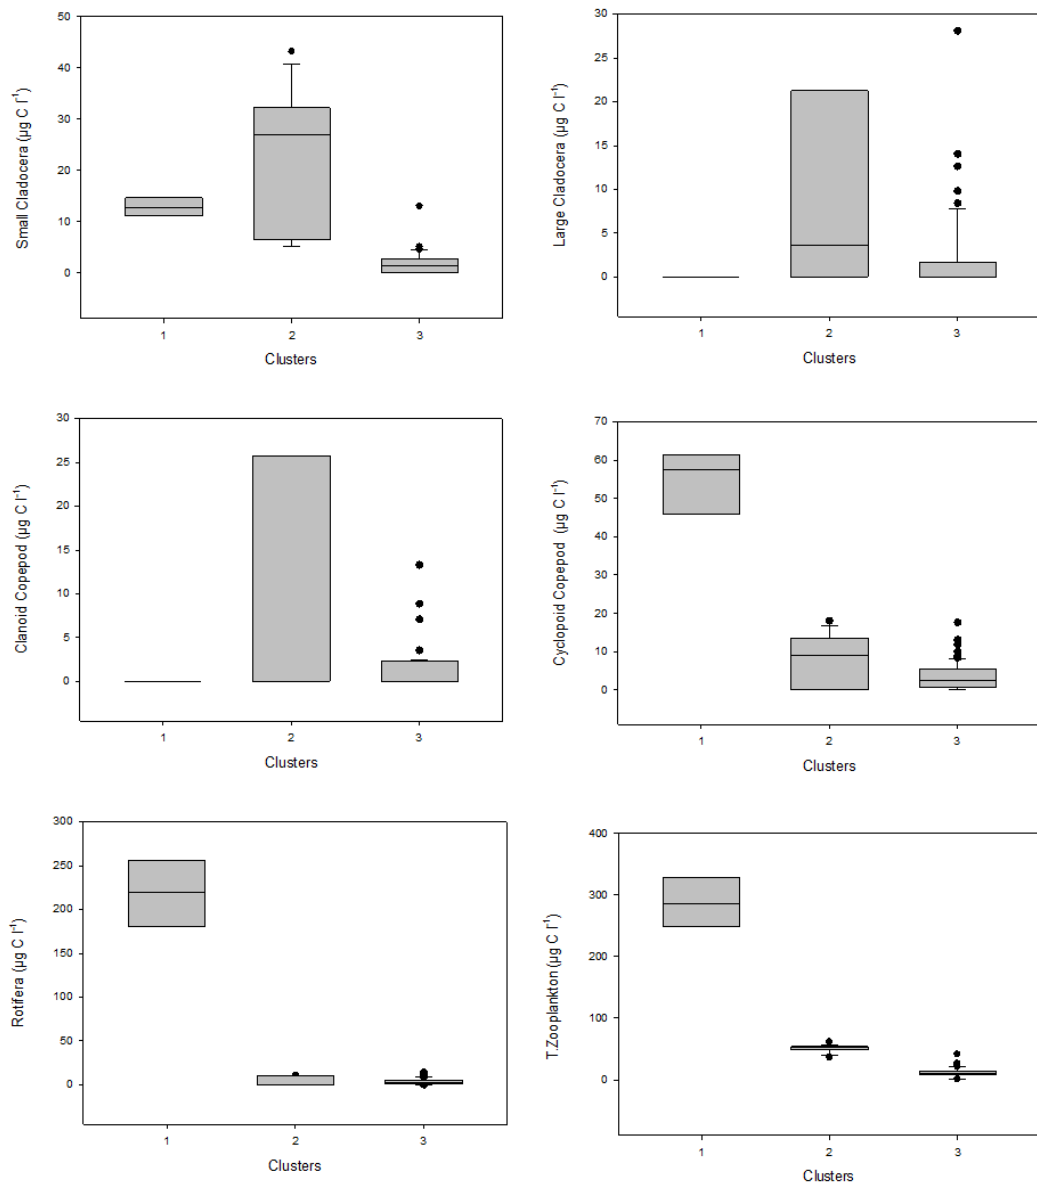 50
40
30
20
10
0
Small Cladocera (µg C l⁻¹)
1 2 3
Clusters
30
25
20
15
10
5
0
Large Cladocera (µg C l⁻¹)
1 2 3
Clusters
30
25
20
15
10
5
0
Clanoid Copepod (µg C l⁻¹)
1 2 3
Clusters
70
60
50
40
30
20
10
0
Cyclopoid Copepod (µg C l⁻¹)
1 2 3
Clusters
300
250
200
150
100
50
0
Rotifera (µg C l⁻¹)
1 2 3
Clusters
400
300
200
100
0
T.Zooplankton (µg C l⁻¹)
1 2 3
Clusters